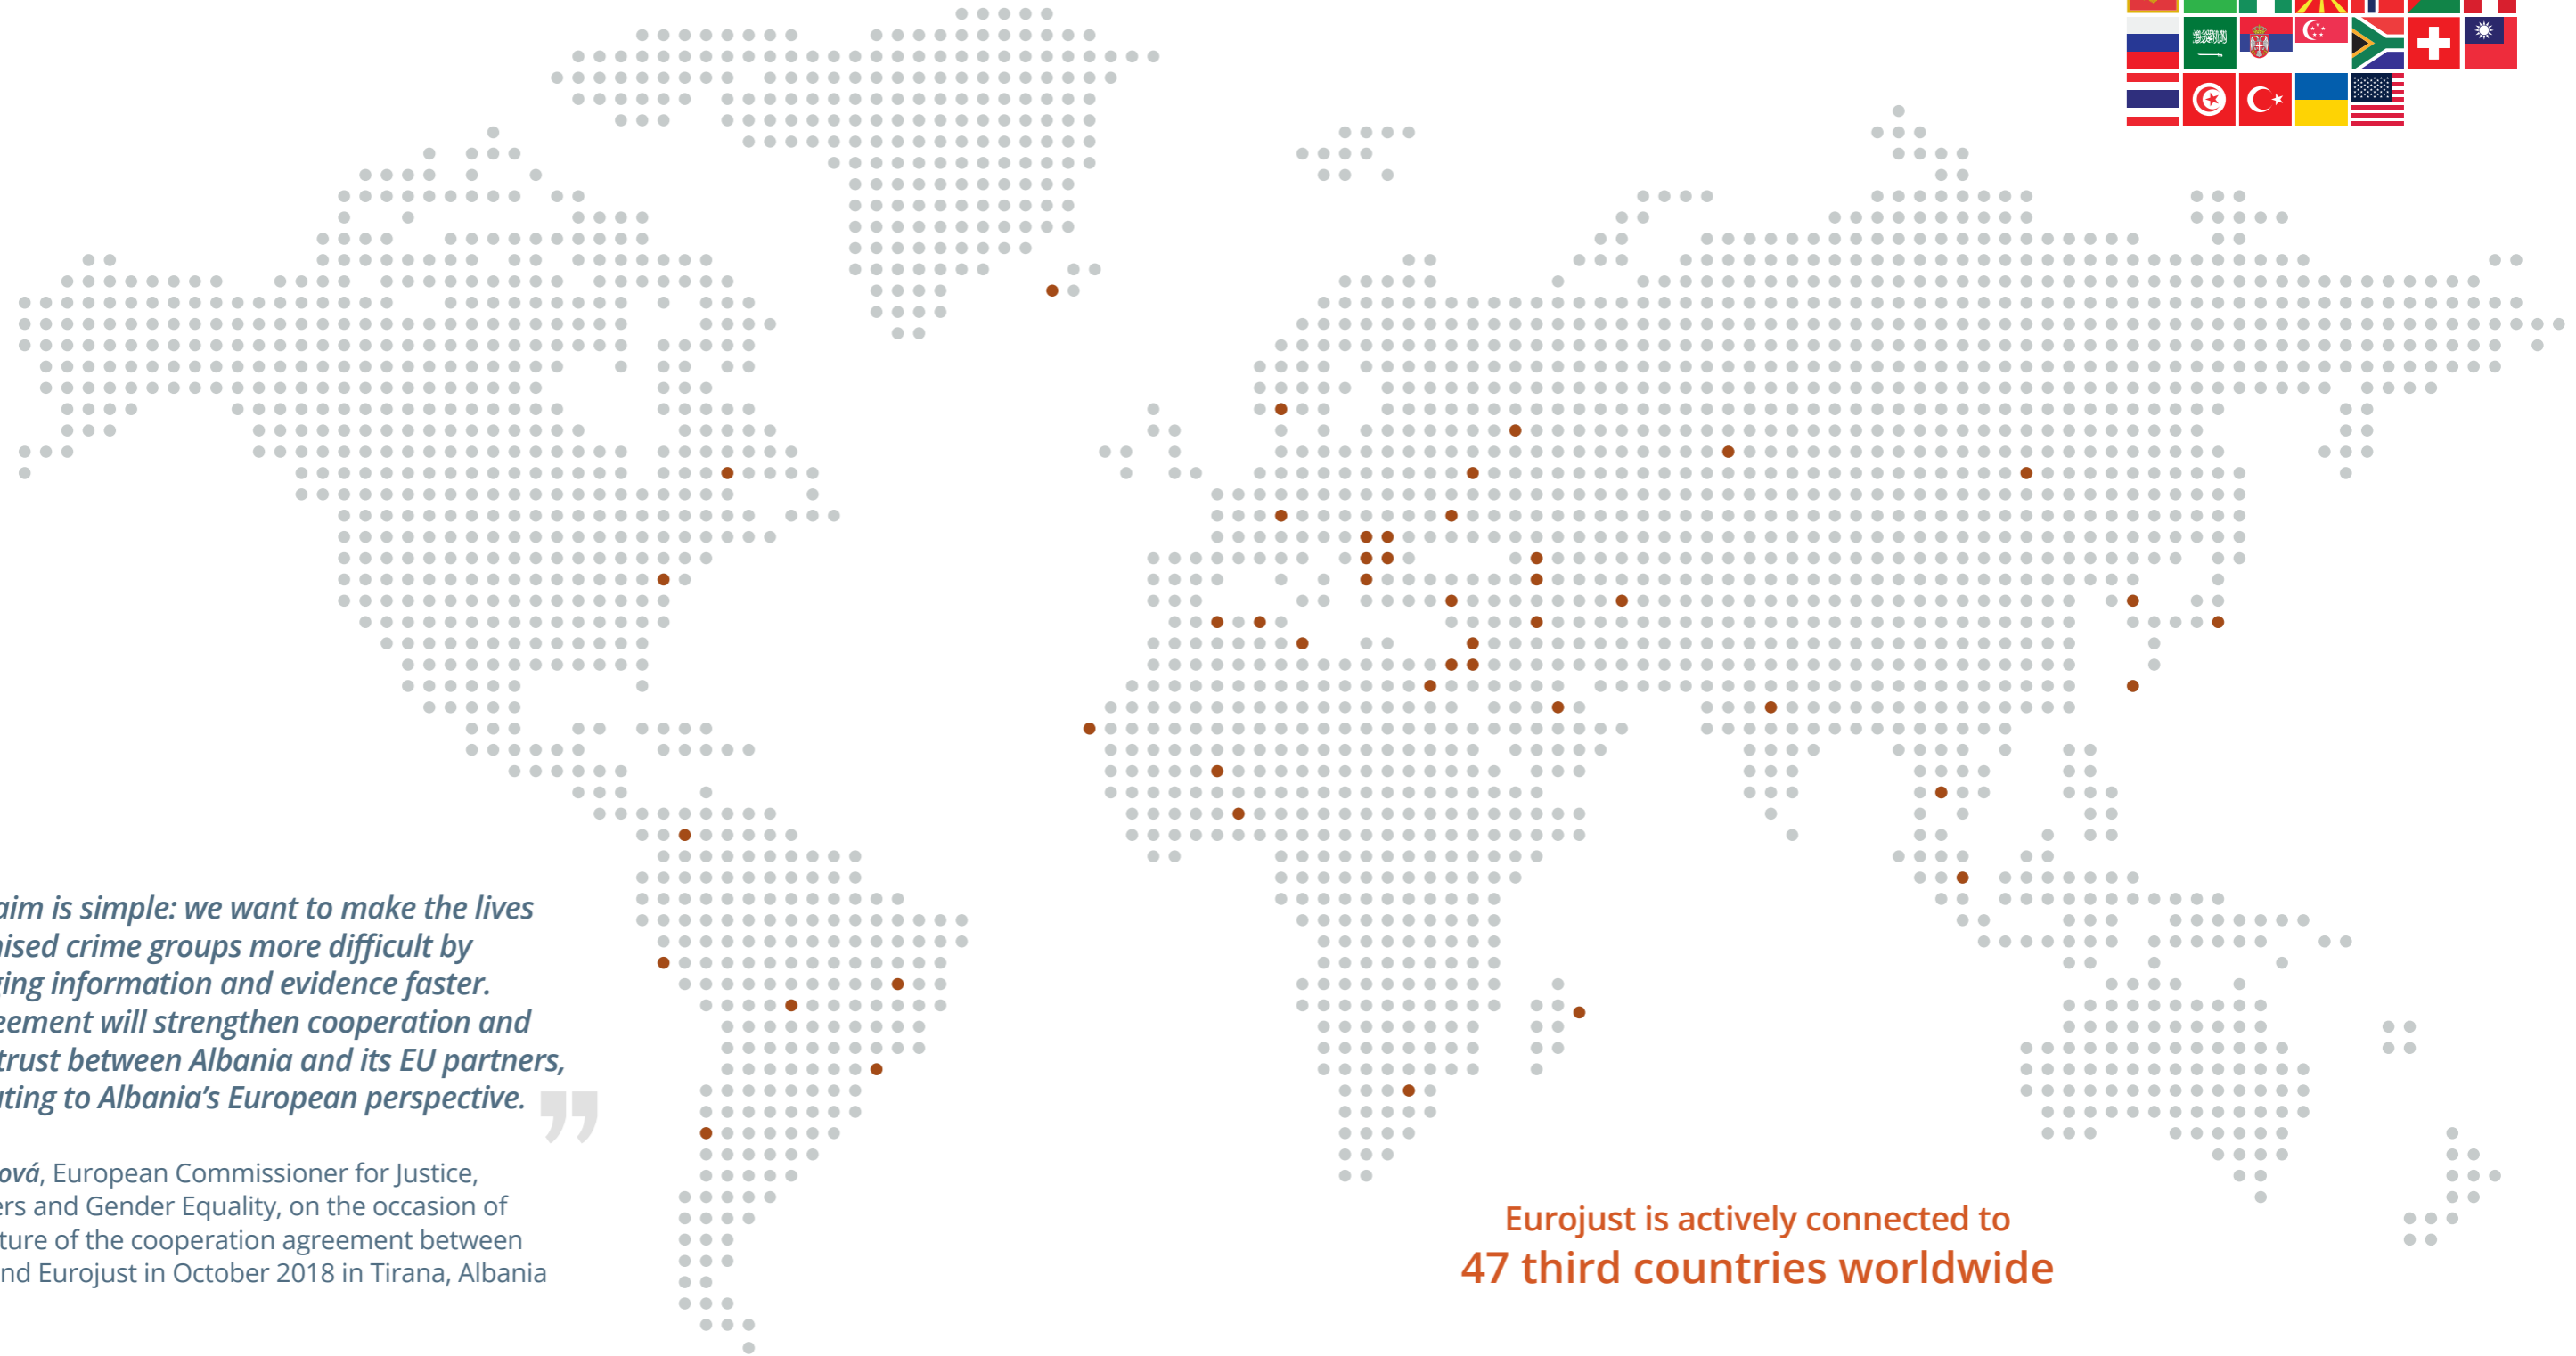 aim is simple: we want to make the lives
ised crime groups more difficult by
ing information and evidence faster.
eement will strengthen cooperation and
trust between Albania and its EU partners,
ting to Albania’s European perspective.
”
ová, European Commissioner for Justice,
ers and Gender Equality, on the occasion of
ture of the cooperation agreement between
nd Eurojust in October 2018 in Tirana, Albania
Eurojust is actively connected to
47 third countries worldwide